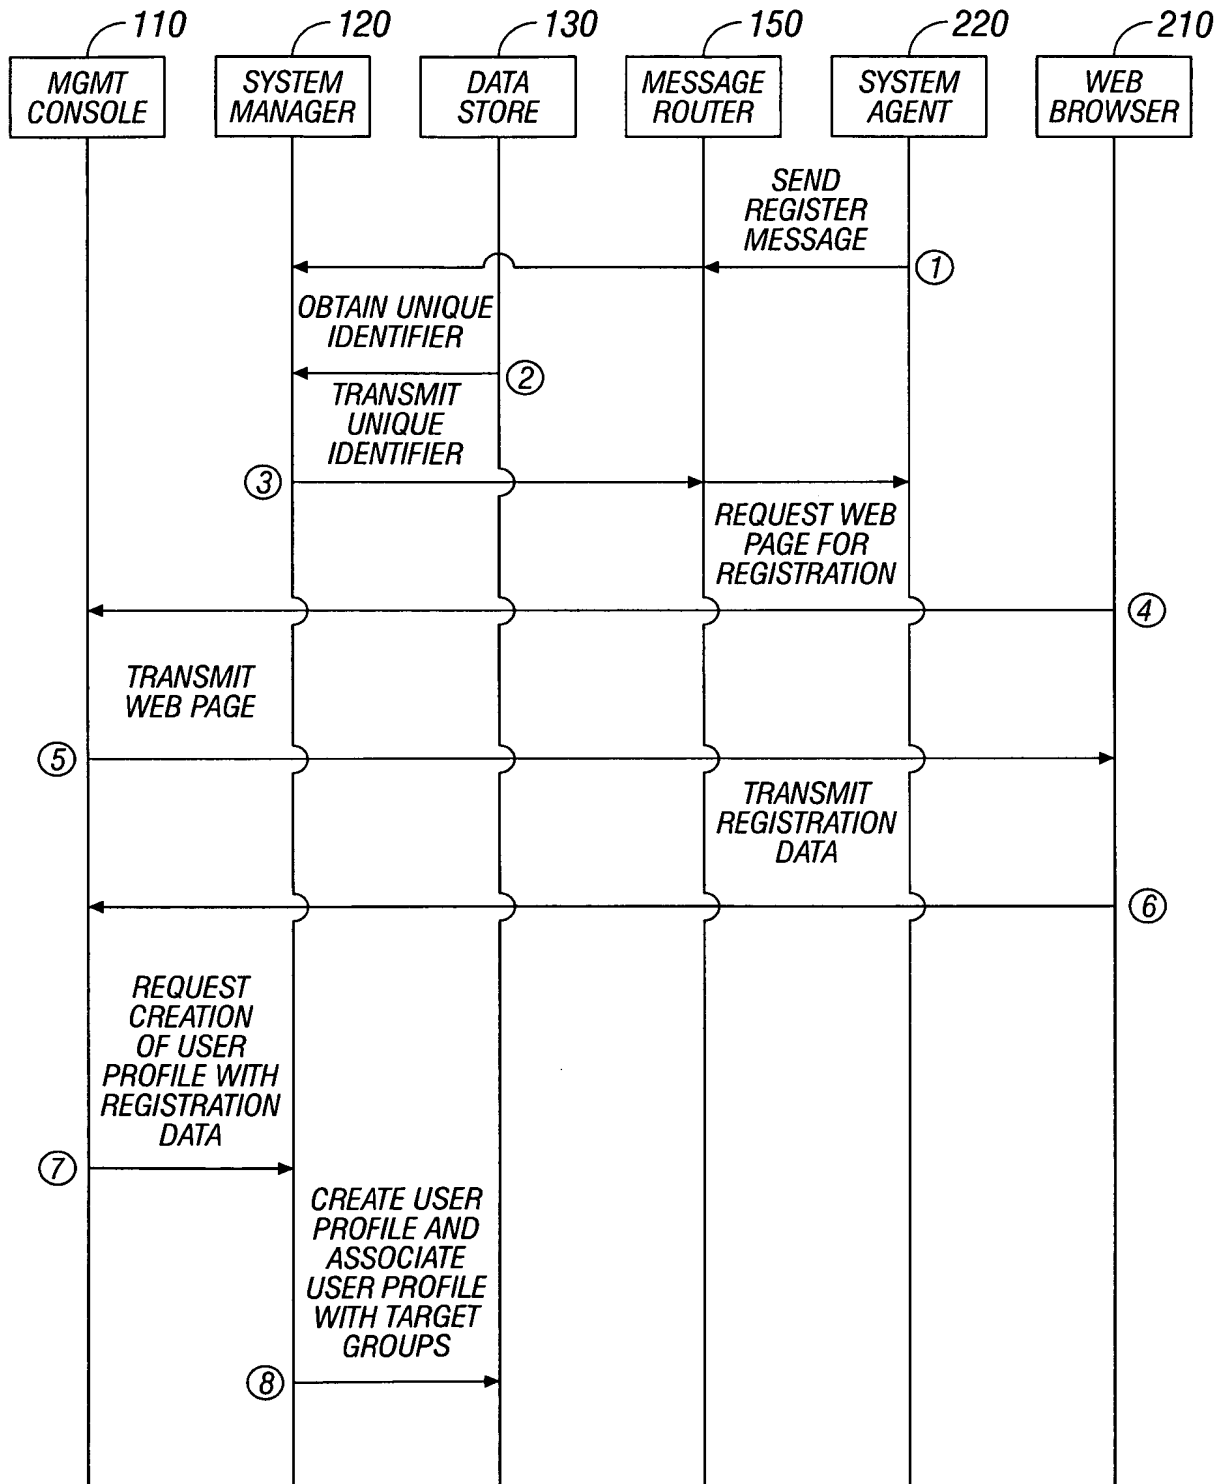 110
120
130
150
220
210
MGMT
CONSOLE
SYSTEM
MANAGER
DATA
STORE
MESSAGE
ROUTER
SYSTEM
AGENT
WEB
BROWSER
SEND
REGISTER
MESSAGE
1
OBTAIN UNIQUE
IDENTIFIER
2
TRANSMIT
UNIQUE
IDENTIFIER
3
REQUEST WEB
PAGE FOR
REGISTRATION
4
TRANSMIT
WEB PAGE
5
TRANSMIT
REGISTRATION
DATA
6
REQUEST
CREATION
OF USER
PROFILE WITH
REGISTRATION
DATA
7
CREATE USER
PROFILE AND
ASSOCIATE
USER PROFILE
WITH TARGET
GROUPS
8